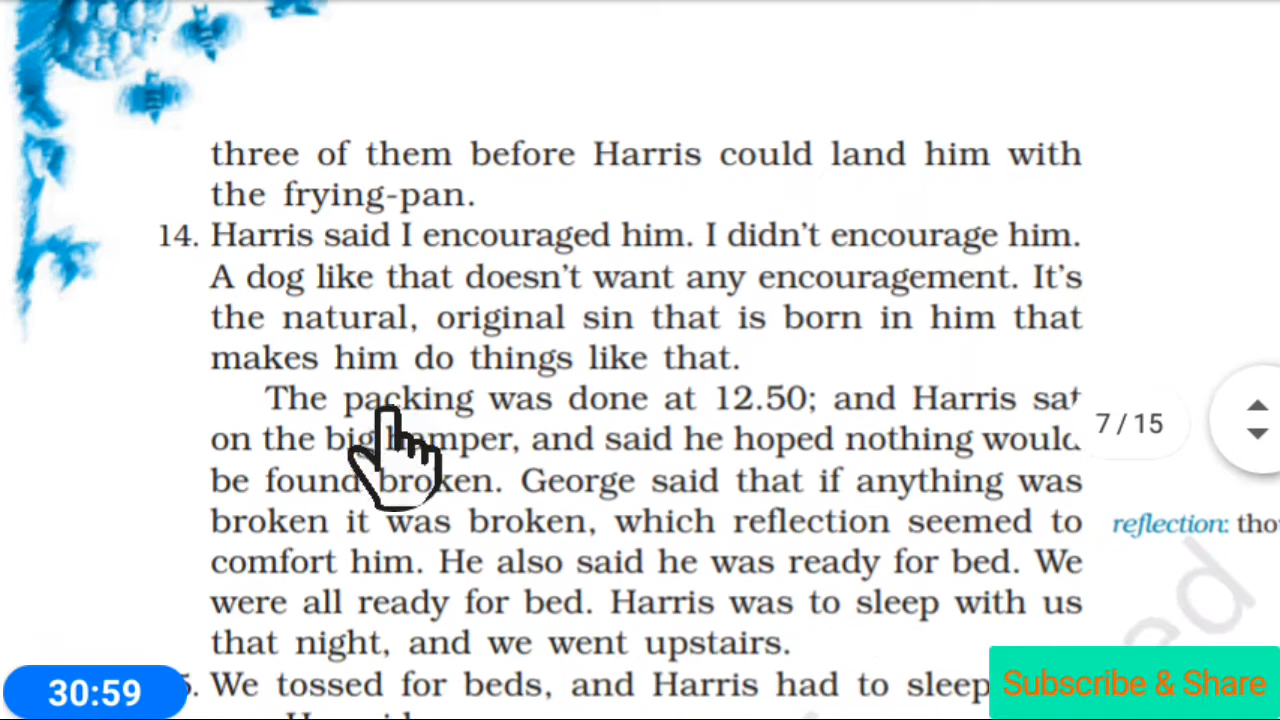 three of them before Harris could land him with
the frying-pan.
14. Harris said I encouraged him. I didn't encourage him.
A dog like that doesn't want any encouragement. It's
the natural, original sin that is born in him that
makes him do things like that.
The packing was done at 12.50; and Harris sat
on the big hamper, and said he hoped nothing would
be found broken. George said that if anything was
broken it was broken, which reflection seemed to
comfort him. He also said he was ready for bed. We
were all ready for bed. Harris was to sleep with us
that night, and we went upstairs.
We tossed for beds, and Harris had to sleep
7 / 15
reflection:
30:59
Subscribe & Share